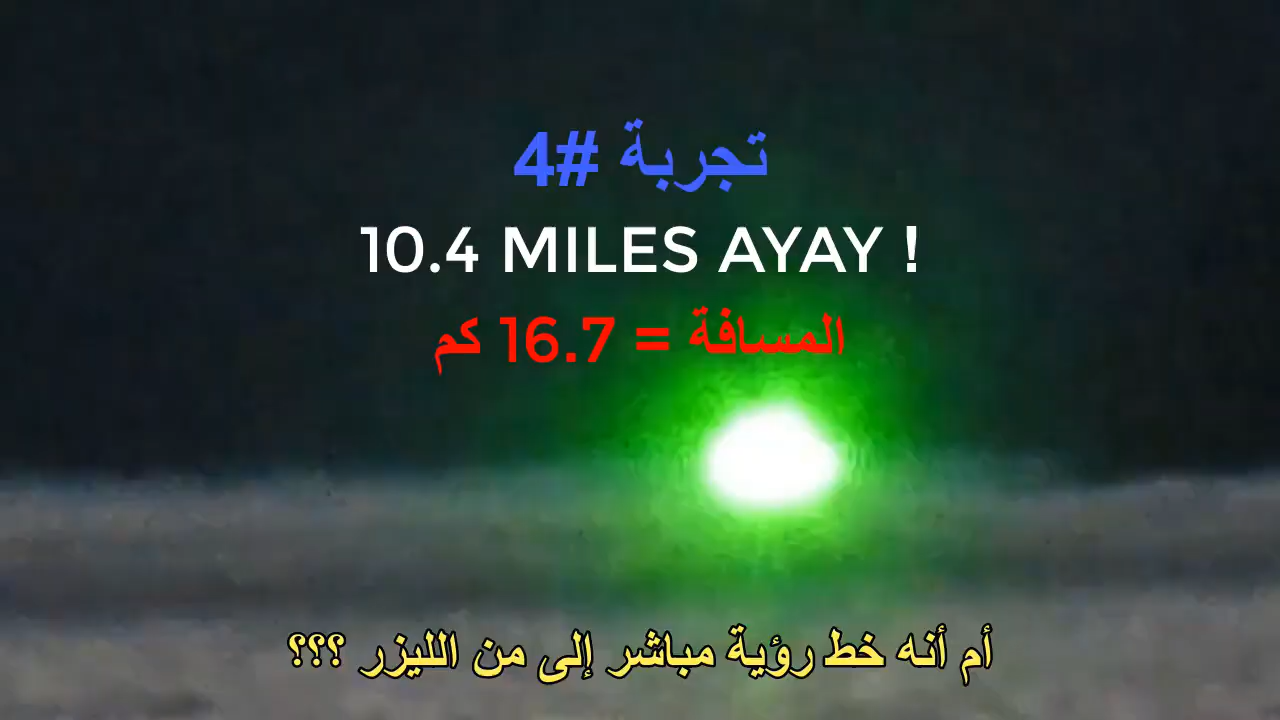 تجربة #4
10.4 MILES AYAY !
المسافة = 16.7 كم
أم أنه خط رؤية مباشر إلى من الليزر ؟؟؟